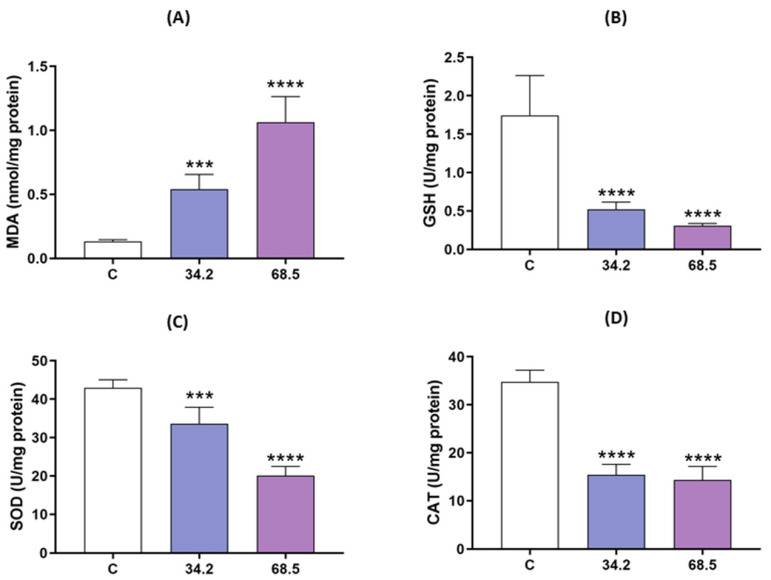 (A)
MDA (nmol/mg protein)
1.5
1.0
0.5
0.0
***
****
C 34.2 68.5
(B)
GSH (U/mg protein)
2.5
2.0
1.5
1.0
0.5
0.0
****
****
C 34.2 68.5
(C)
SOD (U/mg protein)
50
40
30
20
10
0
***
****
C 34.2 68.5
(D)
CAT (U/mg protein)
40
30
20
10
0
****
****
C 34.2 68.5